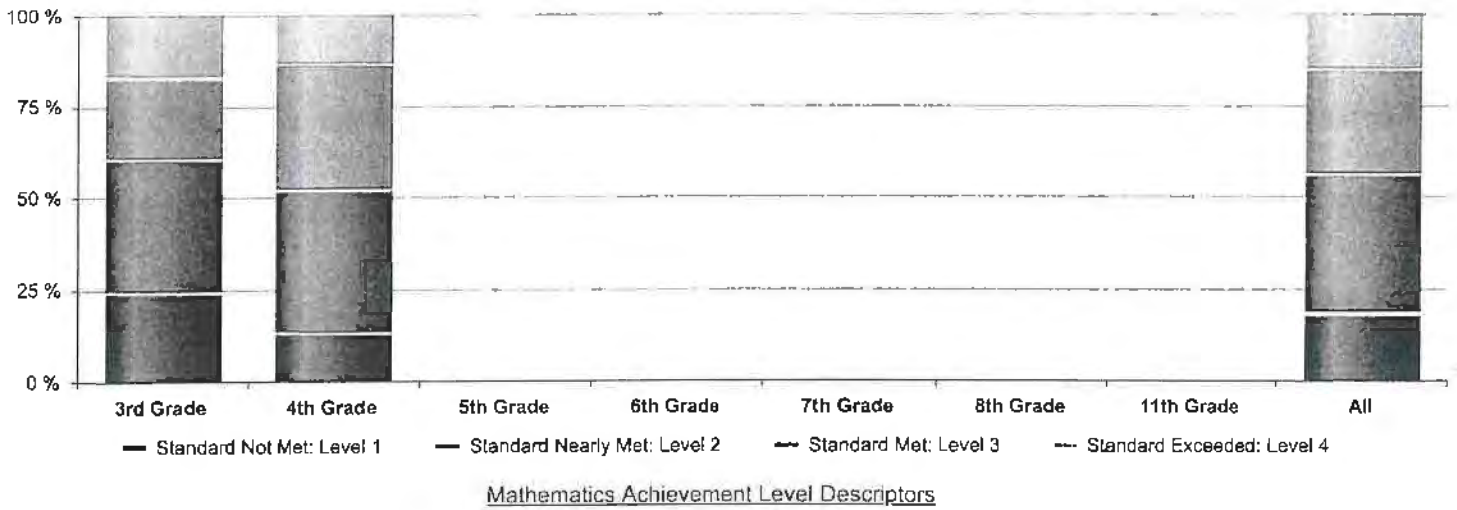 100 %
75 %
50 %
25 %
0 %
3rd Grade 4th Grade 5th Grade 6th Grade 7th Grade 8th Grade 11th Grade All
Standard Not Met: Level 1 Standard Nearly Met: Level 2 Standard Met: Level 3 Standard Exceeded: Level 4
Mathematics Achievement Level Descriptors